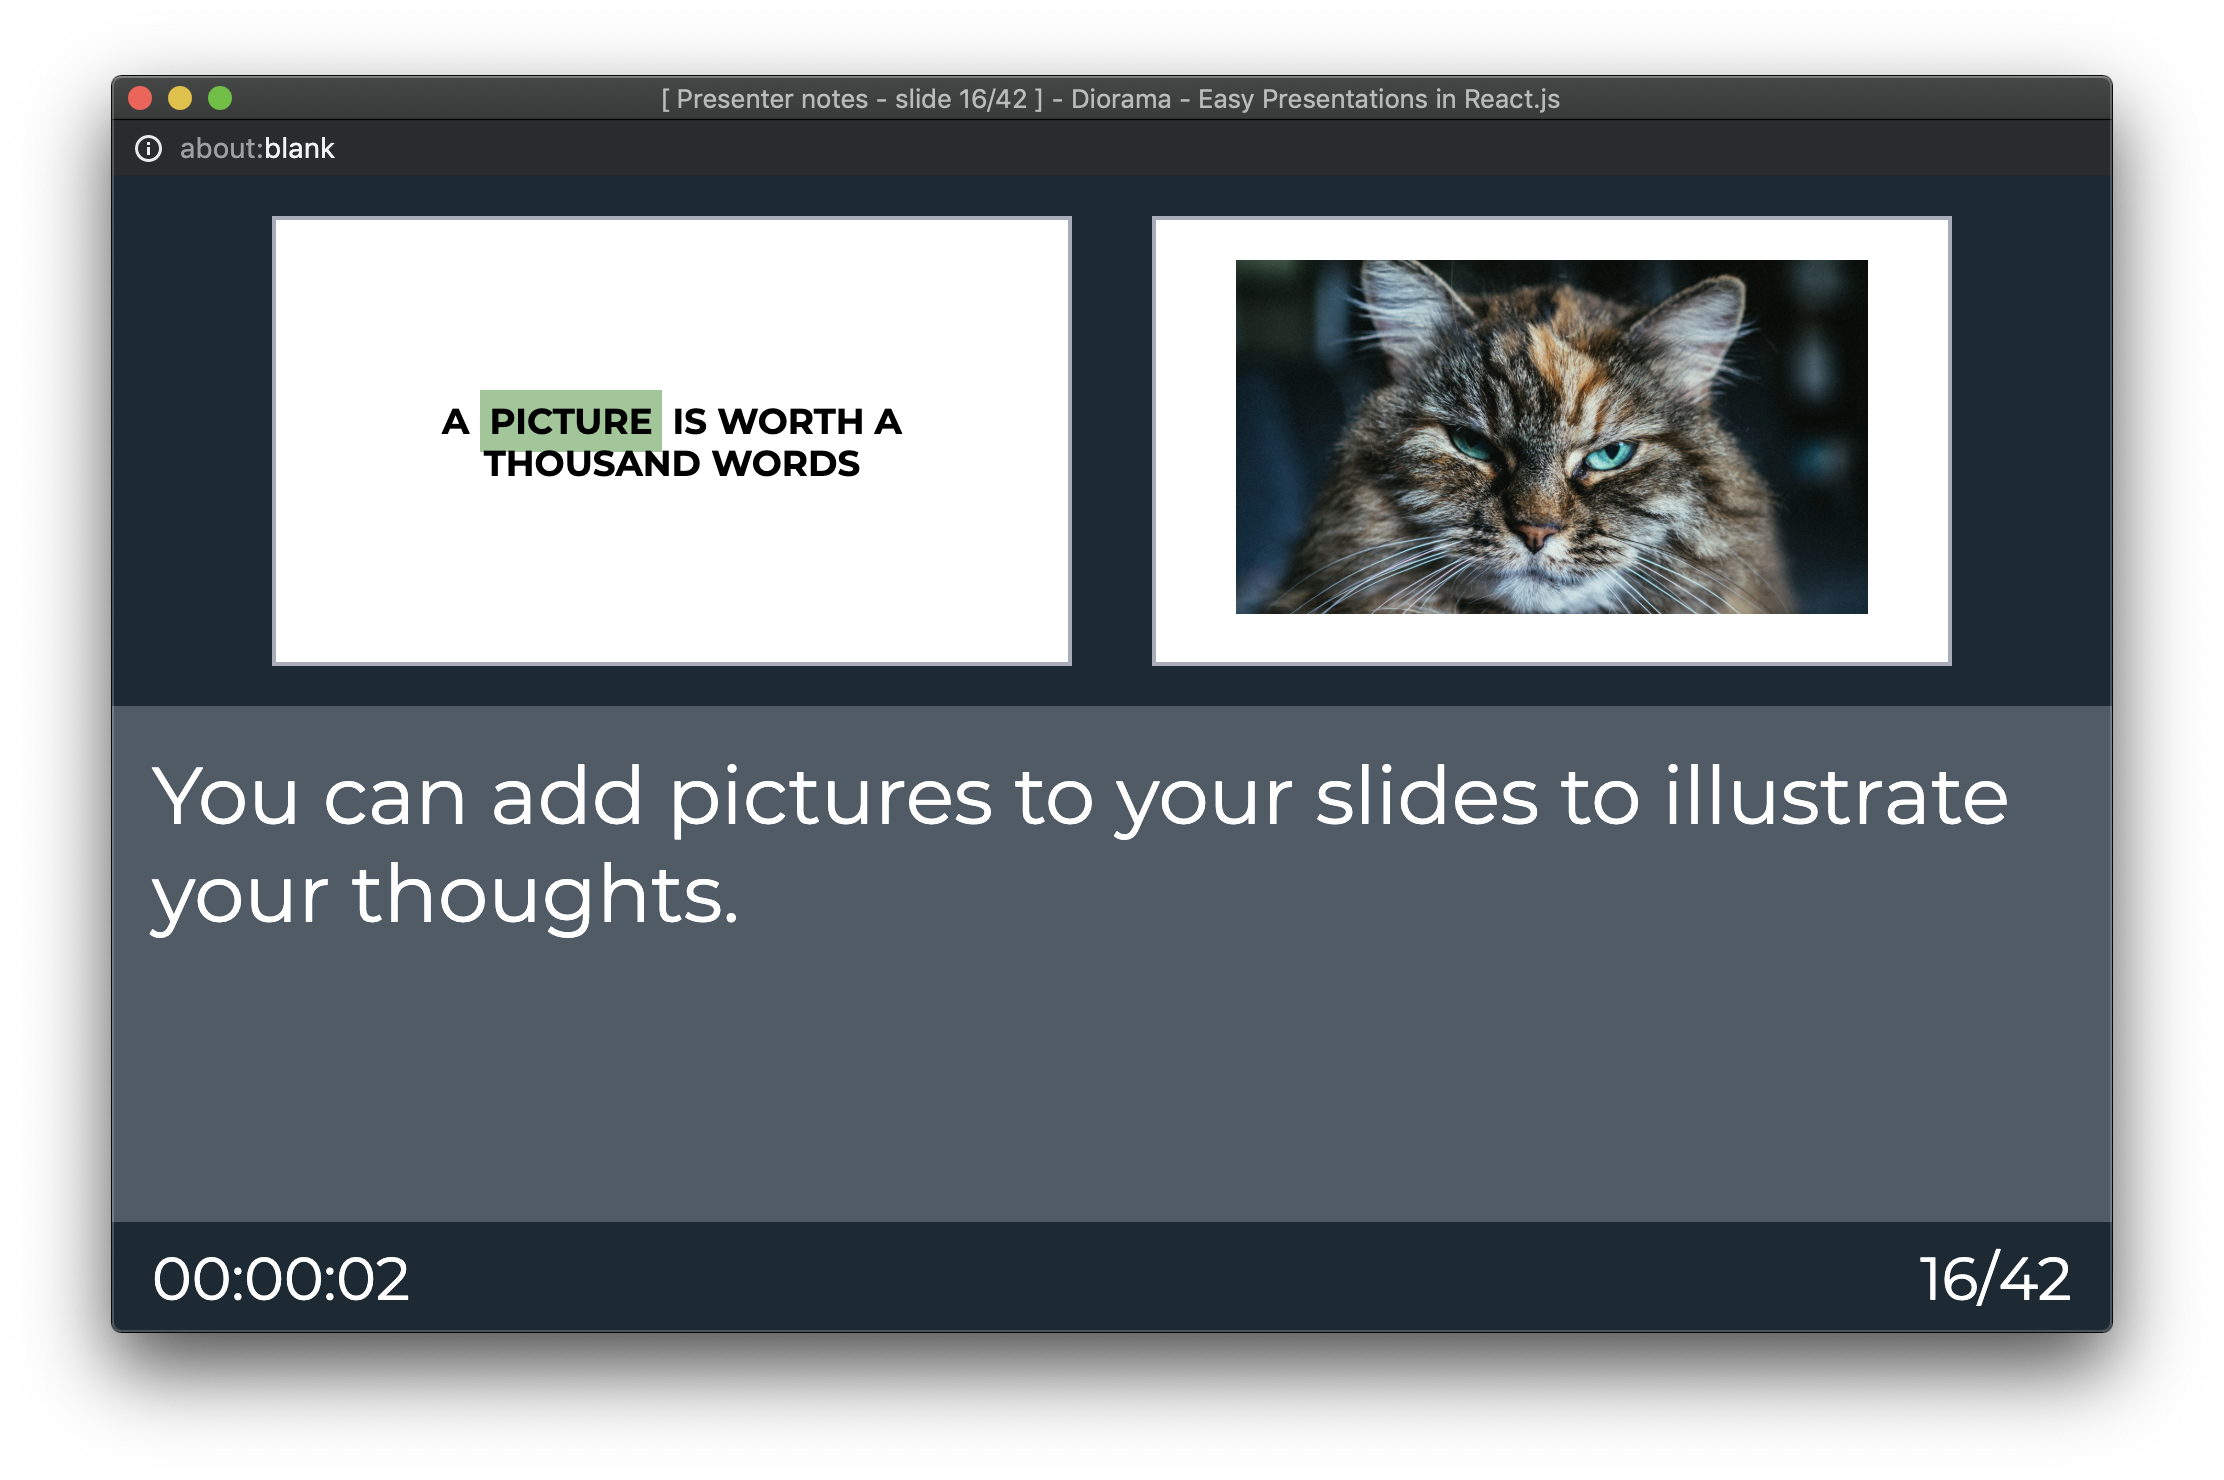 [ Presenter notes - slide 16/42 ] - Diorama - Easy Presentations in React.js
about:blank
A PICTURE IS WORTH A
THOUSAND WORDS
You can add pictures to your slides to illustrate
your thoughts.
00:00:02
16/42